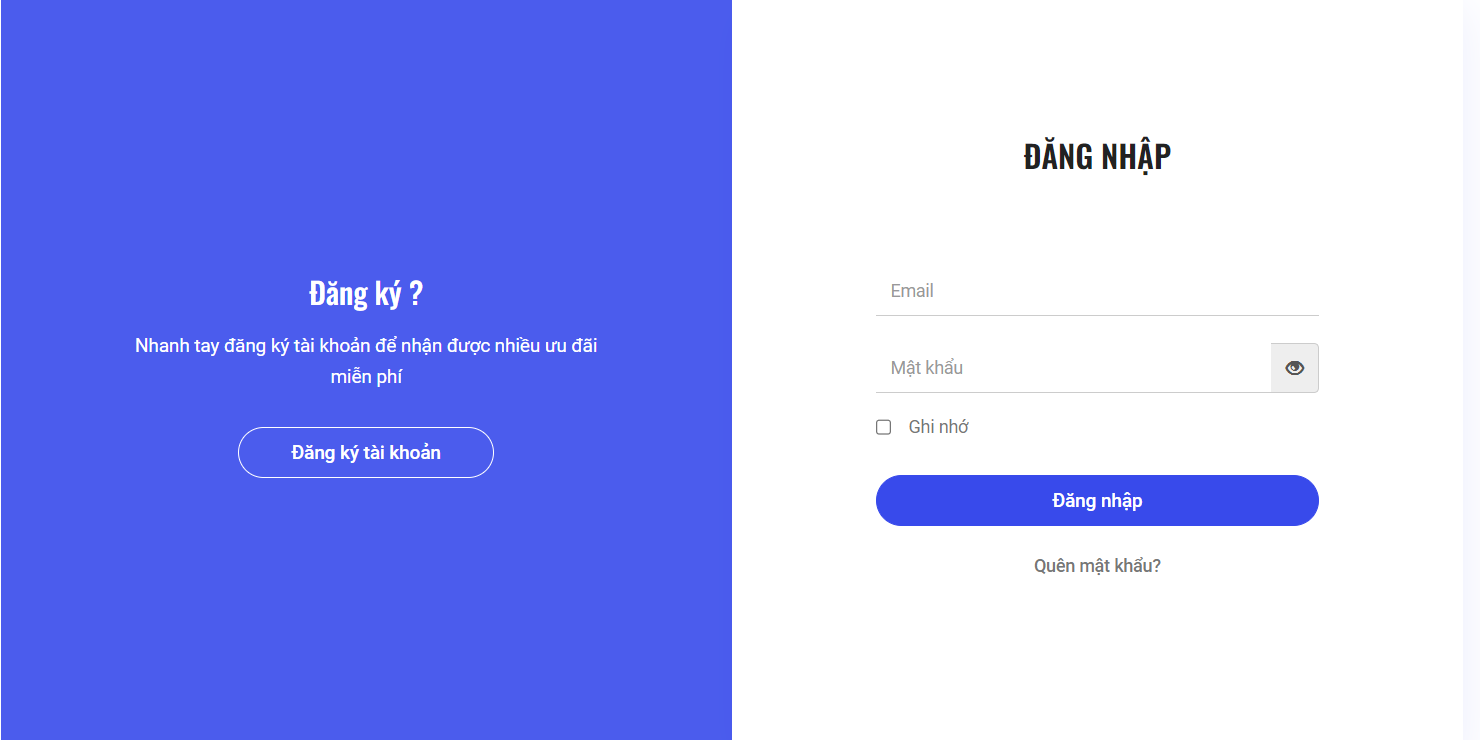 Đăng ký ?
Nhanh tay đăng ký tài khoản để nhận được nhiều ưu đãi
miễn phí
Đăng ký tài khoản
ĐĂNG NHẬP
Email
Mật khẩu
Ghi nhớ
Đăng nhập
Quên mật khẩu?